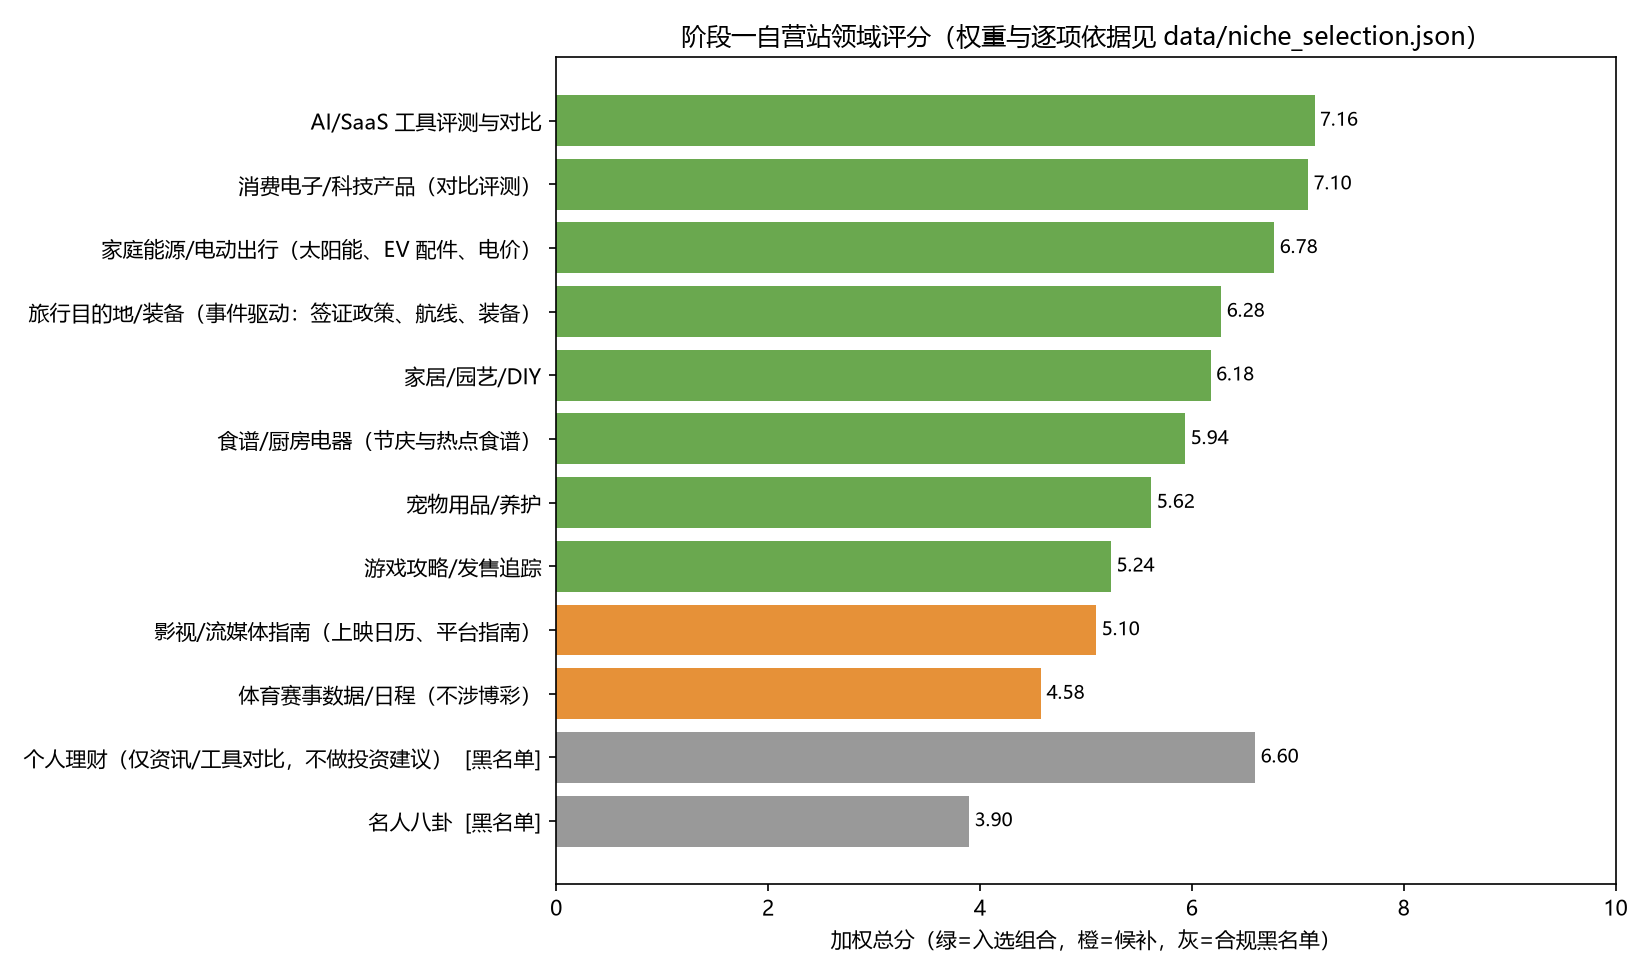 阶段一自营站领域评分（权重与逐项依据见 data/niche_selection.json）
AI/SaaS 工具评测与对比 7.16
消费电子/科技产品（对比评测） 7.10
家庭能源/电动出行（太阳能、EV 配件、电价） 6.78
旅行目的地/装备（事件驱动：签证政策、航线、装备） 6.28
家居/园艺/DIY 6.18
食谱/厨房电器（节庆与热点食谱） 5.94
宠物用品/养护 5.62
游戏攻略/发售追踪 5.24
影视/流媒体指南（上映日历、平台指南） 5.10
体育赛事数据/日程（不涉博彩） 4.58
个人理财（仅资讯/工具对比，不做投资建议） [黑名单] 6.60
名人八卦 [黑名单] 3.90
0 2 4 6 8 10
加权总分（绿=入选组合，橙=候补，灰=合规黑名单）